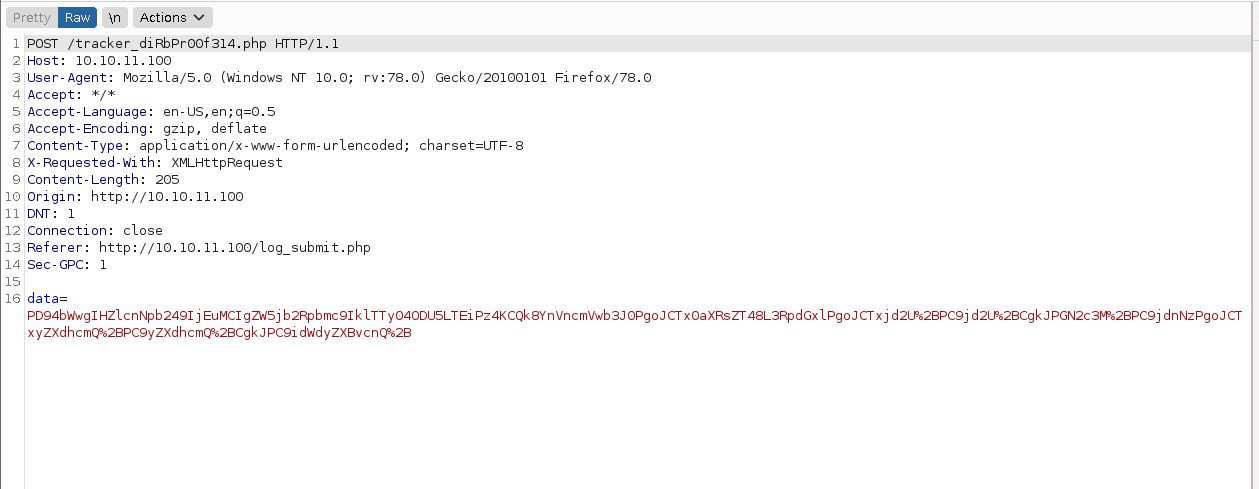 Pretty Raw \n Actions
1 POST /tracker_diRbPr00f314.php HTTP/1.1
2 Host: 10.10.11.100
3 User-Agent: Mozilla/5.0 (Windows NT 10.0; rv:78.0) Gecko/20100101 Firefox/78.0
4 Accept: */*
5 Accept-Language: en-US,en;q=0.5
6 Accept-Encoding: gzip, deflate
7 Content-Type: application/x-www-form-urlencoded; charset=UTF-8
8 X-Requested-With: XMLHttpRequest
9 Content-Length: 205
10 Origin: http://10.10.11.100
11 DNT: 1
12 Connection: close
13 Referer: http://10.10.11.100/log_submit.php
14 Sec-GPC: 1
15
16 data=
PD94bWwgIHZlcnNpb249IjEuMCIgZW5jb2Rpbmc9IklTTy04ODU5LTEiPz4KCQk8YnVncmVwb3J0PgoJCTx0aXRsZT48L3RpdGxlPgoJCTxjd2U%2BPC9jd2U%2BCgkJPGN2c3M%2BPC9jdnNzPgoJCT
xyZXdhcmQ%2BPC9yZXdhcmQ%2BCgkJPC9idWdyZXBvcnQ%2B